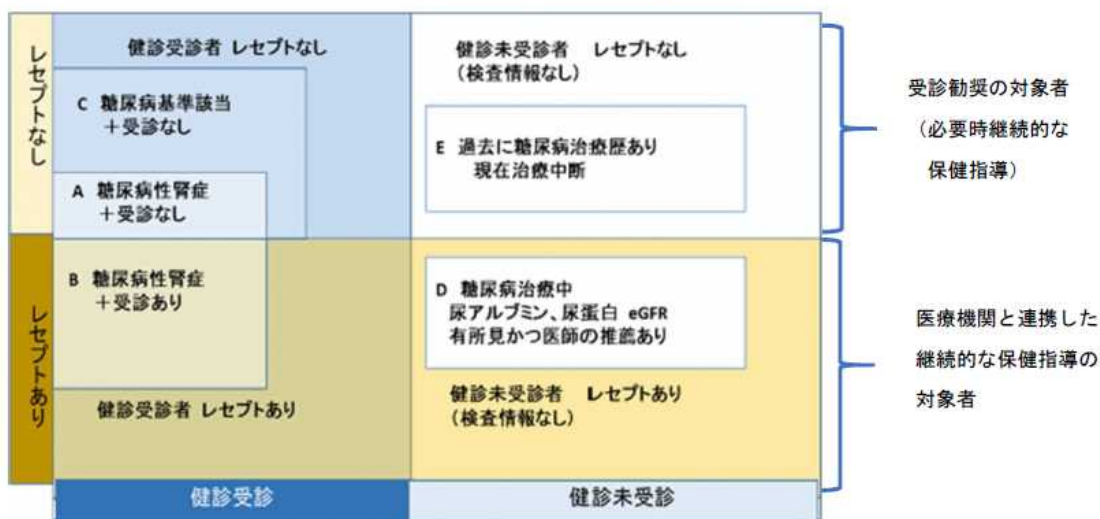 レセプトなし
健診受診者 レセプトなし
C 糖尿病基準該当
+受診なし
A 糖尿病性腎症
+受診なし
健診未受診者 レセプトなし
(検査情報なし)
E 過去に糖尿病治療歴あり
現在治療中断
受診勧奨の対象者
(必要時継続的な
保健指導)
レセプトあり
B 糖尿病性腎症
+受診あり
健診受診者 レセプトあり
D 糖尿病治療中
尿アルブミン、尿蛋白 eGFR
有所見かつ医師の推薦あり
健診未受診者 レセプトあり
(検査情報なし)
医療機関と連携した
継続的な保健指導の
対象者
健診受診
健診未受診